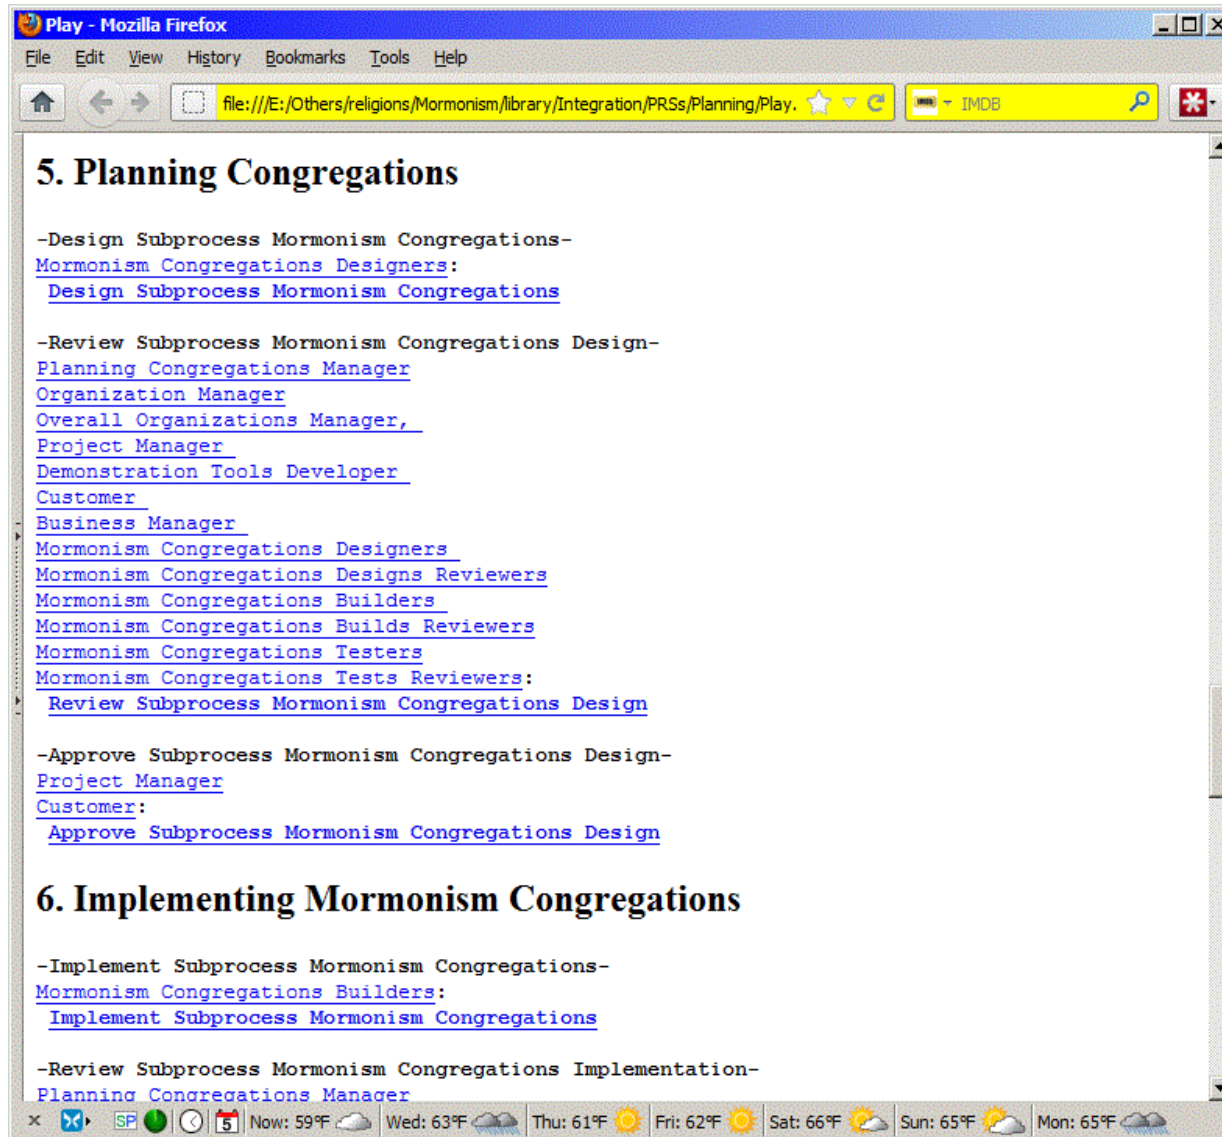 Play - Mozilla Firefox
File Edit View History Bookmarks Tools Help
file:///E:/Others/religions/Mormonism/library/Integration/PRSs/Planning/Play. IMDB
5. Planning Congregations
-Design Subprocess Mormonism Congregations-
Mormonism Congregations Designers:
Design Subprocess Mormonism Congregations
-Review Subprocess Mormonism Congregations Design-
Planning Congregations Manager
Organization Manager
Overall Organizations Manager,
Project Manager
Demonstration Tools Developer
Customer
Business Manager
Mormonism Congregations Designers
Mormonism Congregations Designs Reviewers
Mormonism Congregations Builders
Mormonism Congregations Builds Reviewers
Mormonism Congregations Testers
Mormonism Congregations Tests Reviewers:
Review Subprocess Mormonism Congregations Design
-Approve Subprocess Mormonism Congregations Design-
Project Manager
Customer:
Approve Subprocess Mormonism Congregations Design
6. Implementing Mormonism Congregations
-Implement Subprocess Mormonism Congregations-
Mormonism Congregations Builders:
Implement Subprocess Mormonism Congregations
-Review Subprocess Mormonism Congregations Implementation-
Planning Congregations Manager
SP 5 Now: 59°F Wed: 63°F Thu: 61°F Fri: 62°F Sat: 66°F Sun: 65°F Mon: 65°F